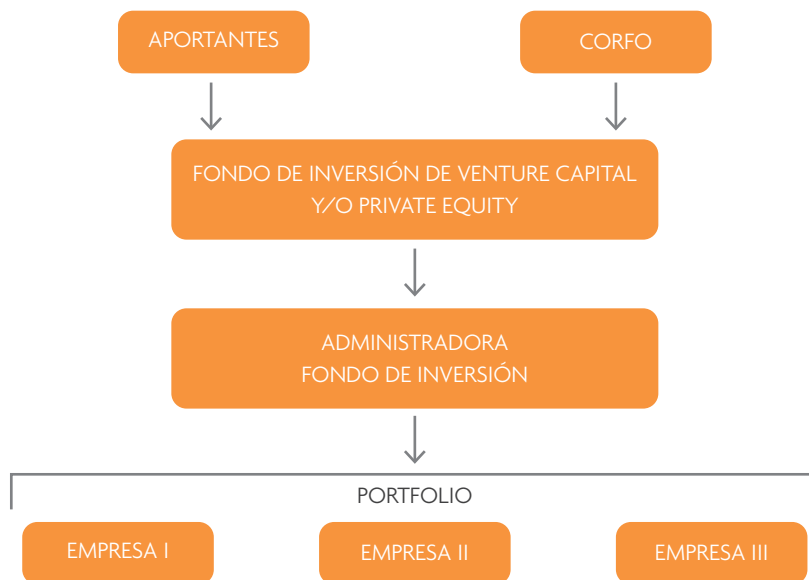 APORTANTES
CORFO
FONDO DE INVERSIÓN DE VENTURE CAPITAL
Y/O PRIVATE EQUITY
ADMINISTRADORA
FONDO DE INVERSIÓN
PORTFOLIO
EMPRESA I
EMPRESA II
EMPRESA III